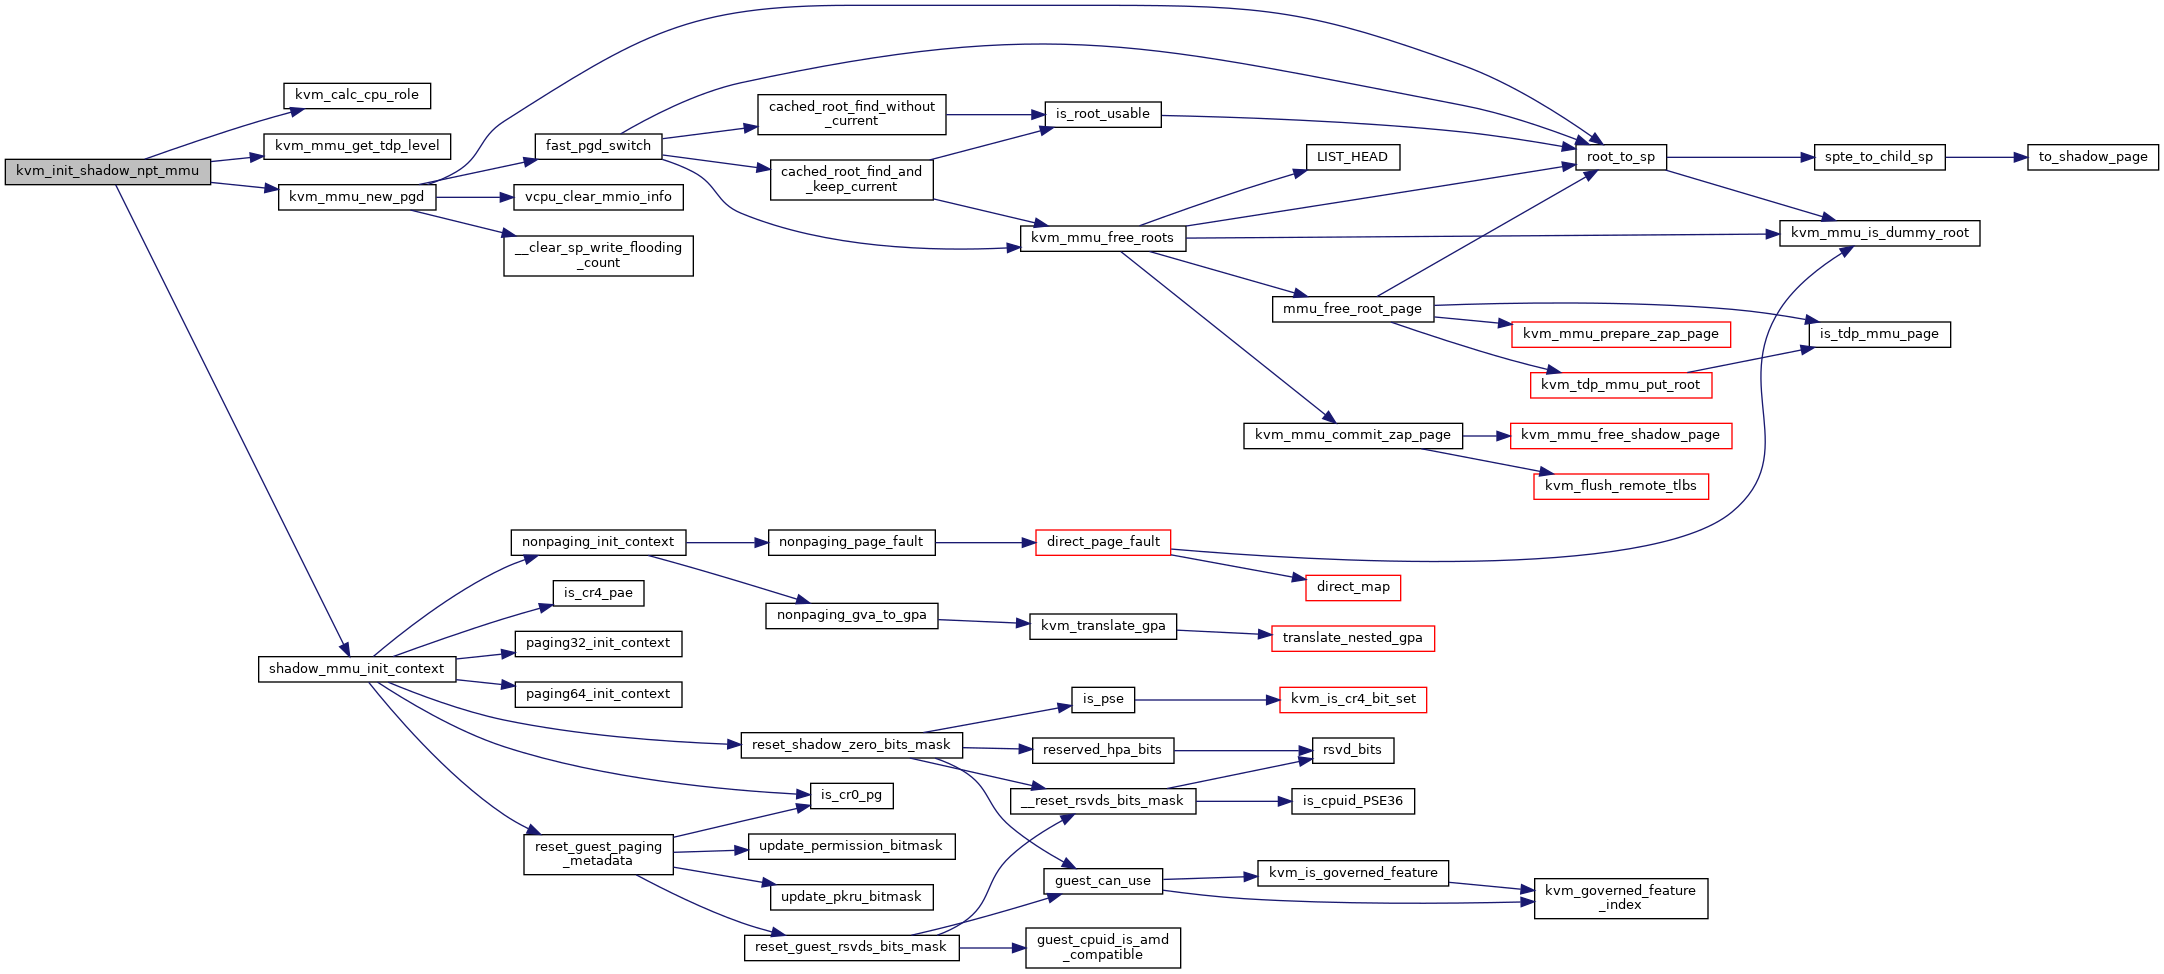 kvm_init_shadow_npt_mmu
kvm_calc_cpu_role
kvm_mmu_get_tdp_level
kvm_mmu_new_pgd
fast_pgd_switch
vcpu_clear_mmio_info
__clear_sp_write_flooding
_count
cached_root_find_without
_current
cached_root_find_and
_keep_current
is_root_usable
kvm_mmu_free_roots
LIST_HEAD
root_to_sp
spte_to_child_sp
to_shadow_page
kvm_mmu_is_dummy_root
mmu_free_root_page
kvm_mmu_prepare_zap_page
is_tdp_mmu_page
kvm_tdp_mmu_put_root
kvm_mmu_commit_zap_page
kvm_mmu_free_shadow_page
kvm_flush_remote_tlbs
shadow_mmu_init_context
nonpaging_init_context
nonpaging_page_fault
direct_page_fault
direct_map
is_cr4_pae
nonpaging_gva_to_gpa
kvm_translate_gpa
translate_nested_gpa
paging32_init_context
paging64_init_context
reset_shadow_zero_bits_mask
is_pse
kvm_is_cr4_bit_set
reserved_hpa_bits
rsvd_bits
__reset_rsvds_bits_mask
is_cpuid_PSE36
is_cr0_pg
reset_guest_paging
_metadata
update_permission_bitmask
update_pkru_bitmask
reset_guest_rsvds_bits_mask
guest_can_use
kvm_is_governed_feature
kvm_governed_feature
_index
guest_cpuid_is_amd
_compatible